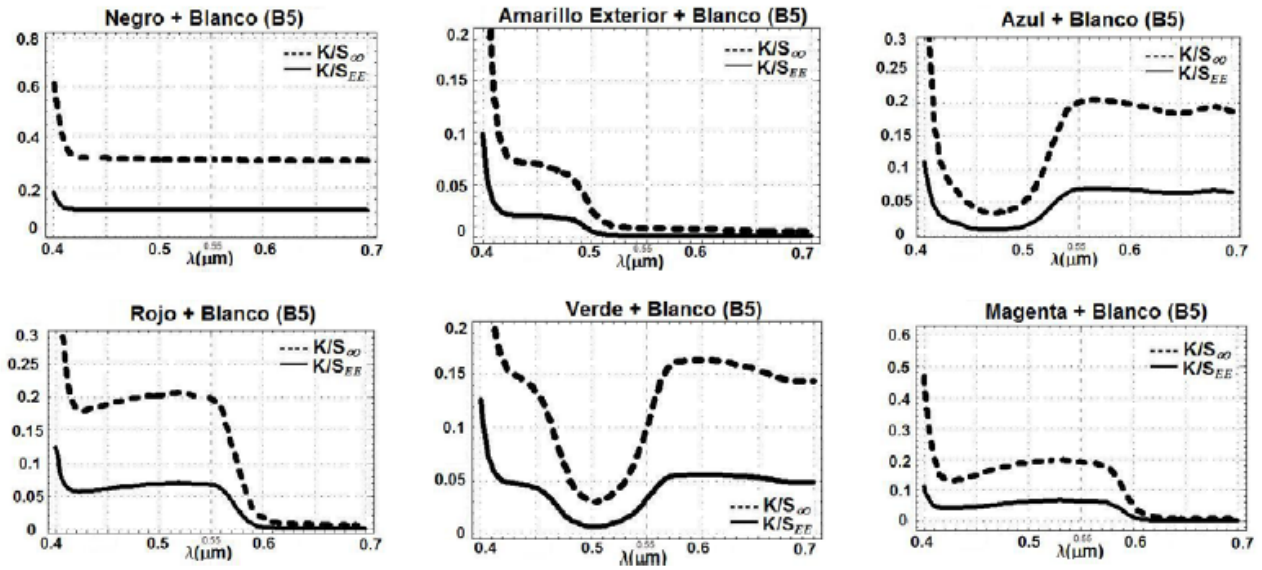 Negro + Blanco (B5)
0.8
0.6
0.4
0.2
0
K/S∞
K/S_EE
0.4 0.5 0.55 0.6 0.7
λ(μm)
Amarillo Exterior + Blanco (B5)
0.2
0.15
0.1
0.05
0
K/S∞
K/S_EE
0.4 0.5 0.55 0.6 0.7
λ(μm)
Azul + Blanco (B5)
0.3
0.25
0.2
0.15
0.1
0.05
0
K/S∞
K/S_EE
0.4 0.5 0.55 0.6 0.7
λ(μm)
Rojo + Blanco (B5)
0.3
0.25
0.2
0.15
0.1
0.05
0
K/S∞
K/S_EE
0.4 0.5 0.55 0.6 0.7
λ(μm)
Verde + Blanco (B5)
0.2
0.15
0.1
0.05
0
K/S∞
K/S_EE
0.4 0.5 0.55 0.6 0.7
λ(μm)
Magenta + Blanco (B5)
0.6
0.5
0.4
0.3
0.2
0.1
0
K/S∞
K/S_EE
0.4 0.5 0.55 0.6 0.7
λ(μm)